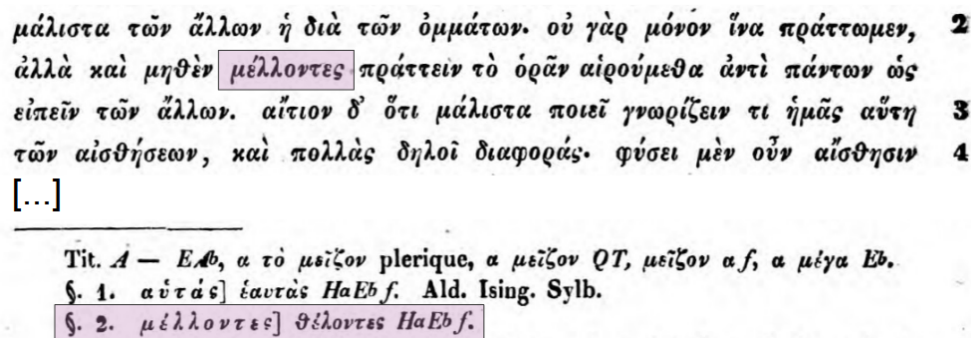 μάλιστα τῶν ἄλλων ἡ διὰ τῶν ὀμμάτων. οὐ γὰρ μόνον ἵνα πράττωμεν, 2
ἀλλὰ καὶ μηθὲν μέλλοντες πράττειν τὸ ὁρᾶν αἱρούμεθα ἀντὶ πάντων ὡς
εἰπεῖν τῶν ἄλλων. αἴτιον δ' ὅτι μάλιστα ποιεῖ γνωρίζειν τι ἡμᾶς αὕτη 3
τῶν αἰσθήσεων, καὶ πολλὰς δηλοῖ διαφοράς. φύσει μὲν οὖν αἴσθησιν 4
[...]
Tit. A — EAb, α τὸ μεῖζον plerique, α μεῖζον QT, μεῖζον α f, α μέγα Eb.
§. 1. αὑτάς] ἑαυτὰς HaEb f. Ald. Ising. Sylb.
§. 2. μέλλοντες] θέλοντες HaEb f.